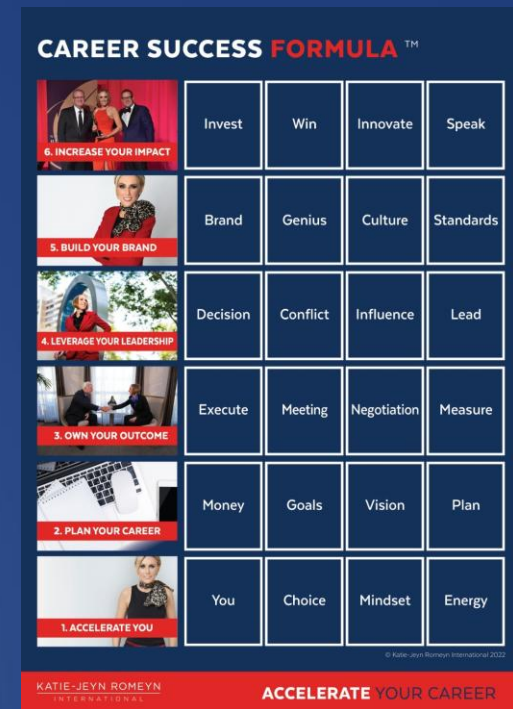 CAREER SUCCESS FORMULA ™
6. INCREASE YOUR IMPACT
Invest
Win
Innovate
Speak
5. BUILD YOUR BRAND
Brand
Genius
Culture
Standards
4. LEVERAGE YOUR LEADERSHIP
Decision
Conflict
Influence
Lead
3. OWN YOUR OUTCOME
Execute
Meeting
Negotiation
Measure
2. PLAN YOUR CAREER
Money
Goals
Vision
Plan
1. ACCELERATE YOU
You
Choice
Mindset
Energy
© Katie-Jeyn Romeyn International 2022
KATIE-JEYN ROMEYN
INTERNATIONAL
ACCELERATE YOUR CAREER